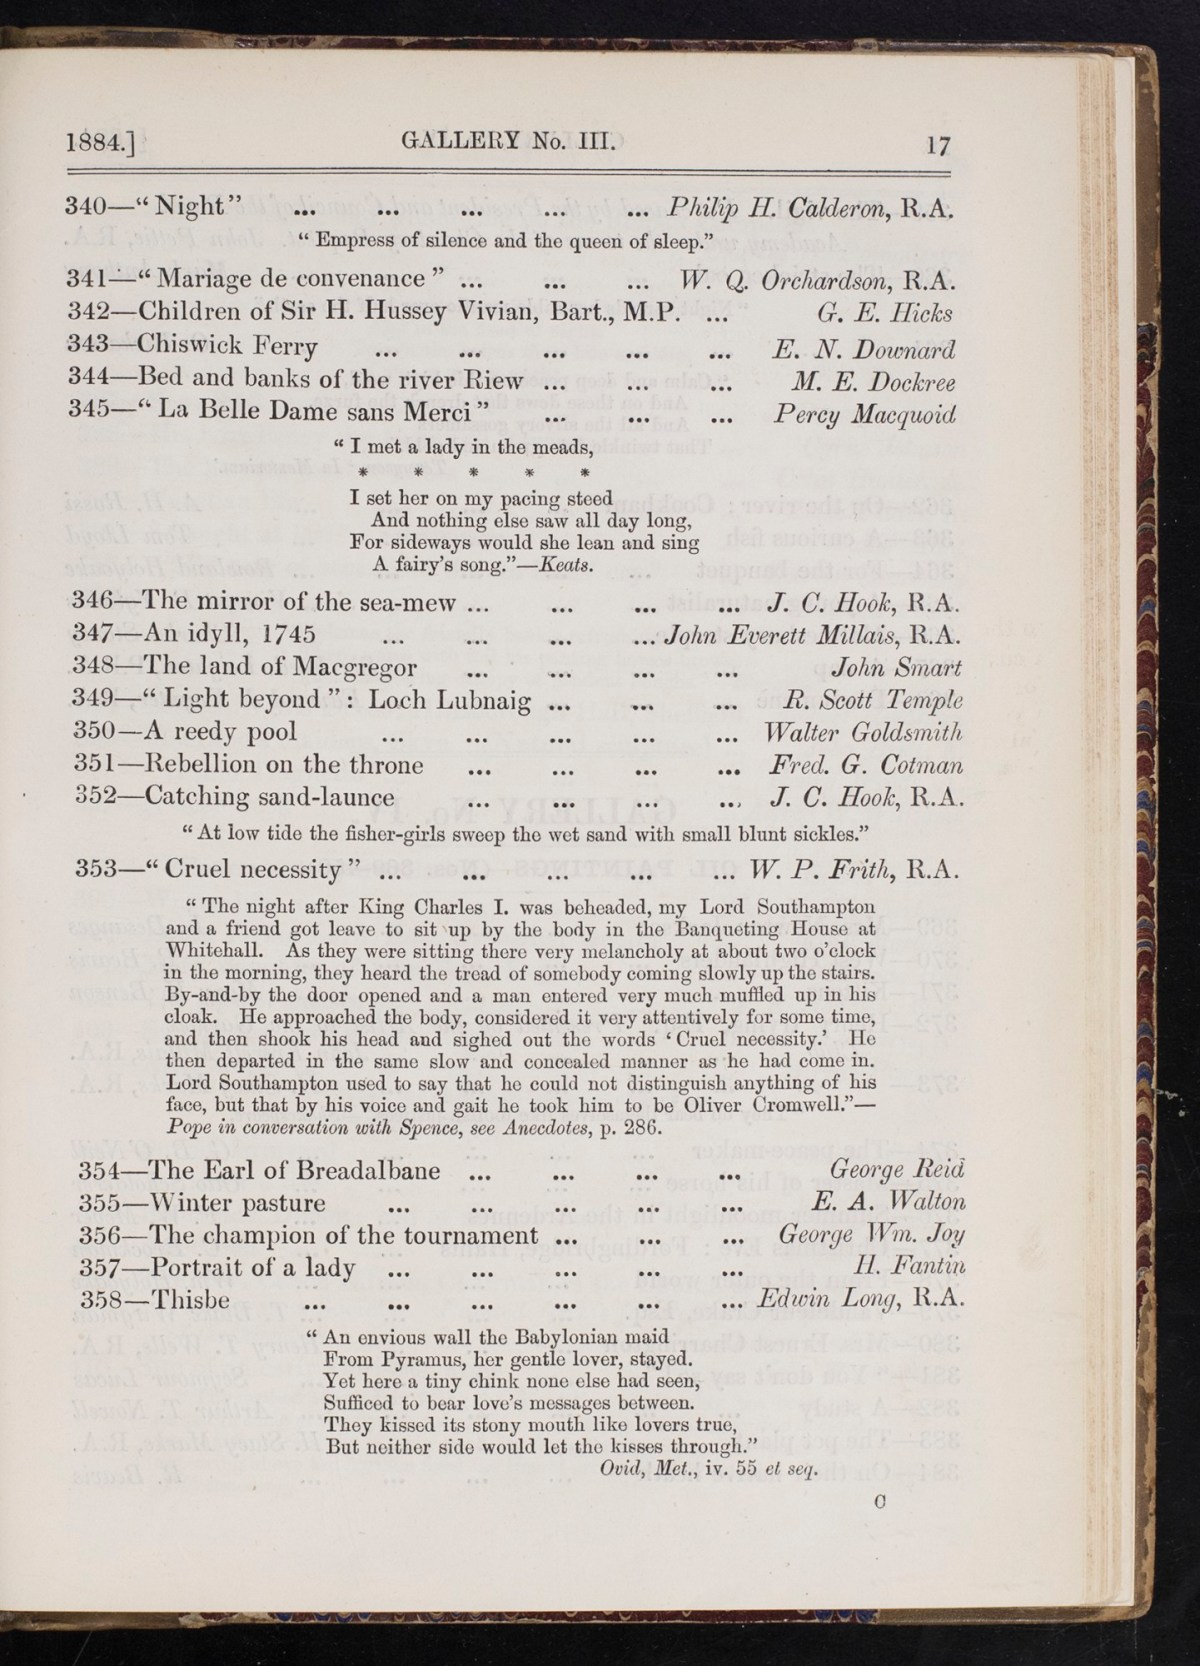 1884.] GALLERY No. III. 17
340—“Night” ... ... ... ... ... Philip H. Calderon, R.A.
“Empress of silence and the queen of sleep.”
341—“Mariage de convenance” ... ... ... W. Q. Orchardson, R.A.
342—Children of Sir H. Hussey Vivian, Bart., M.P. ... G. E. Hicks
343—Chiswick Ferry ... ... ... ... ... E. N. Downard
344—Bed and banks of the river Riew ... ... ... M. E. Dockree
345—“La Belle Dame sans Merci” ... ... ... Percy Macquoid
“I met a lady in the meads,
* * * * *
I set her on my pacing steed
And nothing else saw all day long,
For sideways would she lean and sing
A fairy's song.”—Keats.
346—The mirror of the sea-mew ... ... ... ... J. C. Hook, R.A.
347—An idyll, 1745 ... ... ... ... John Everett Millais, R.A.
348—The land of Macgregor ... ... ... ... John Smart
349—“Light beyond”: Loch Lubnaig ... ... ... R. Scott Temple
350—A reedy pool ... ... ... ... ... Walter Goldsmith
351—Rebellion on the throne ... ... ... ... Fred. G. Cotman
352—Catching sand-launce ... ... ... ... J. C. Hook, R.A.
“At low tide the fisher-girls sweep the wet sand with small blunt sickles.”
353—“Cruel necessity” ... ... ... ... ... W. P. Frith, R.A.
“The night after King Charles I. was beheaded, my Lord Southampton
and a friend got leave to sit up by the body in the Banqueting House at
Whitehall. As they were sitting there very melancholy at about two o'clock
in the morning, they heard the tread of somebody coming slowly up the stairs.
By-and-by the door opened and a man entered very much muffled up in his
cloak. He approached the body, considered it very attentively for some time,
and then shook his head and sighed out the words ‘Cruel necessity.’ He
then departed in the same slow and concealed manner as he had come in.
Lord Southampton used to say that he could not distinguish anything of his
face, but that by his voice and gait he took him to be Oliver Cromwell.”—
Pope in conversation with Spence, see Anecdotes, p. 286.
354—The Earl of Breadalbane ... ... ... ... George Reid
355—Winter pasture ... ... ... ... ... E. A. Walton
356—The champion of the tournament ... ... ... George Wm. Joy
357—Portrait of a lady ... ... ... ... ... H. Fantin
358—Thisbe ... ... ... ... ... ... Edwin Long, R.A.
“An envious wall the Babylonian maid
From Pyramus, her gentle lover, stayed.
Yet here a tiny chink none else had seen,
Sufficed to bear love's messages between.
They kissed its stony mouth like lovers true,
But neither side would let the kisses through.”
Ovid, Met., iv. 55 et seq.
C